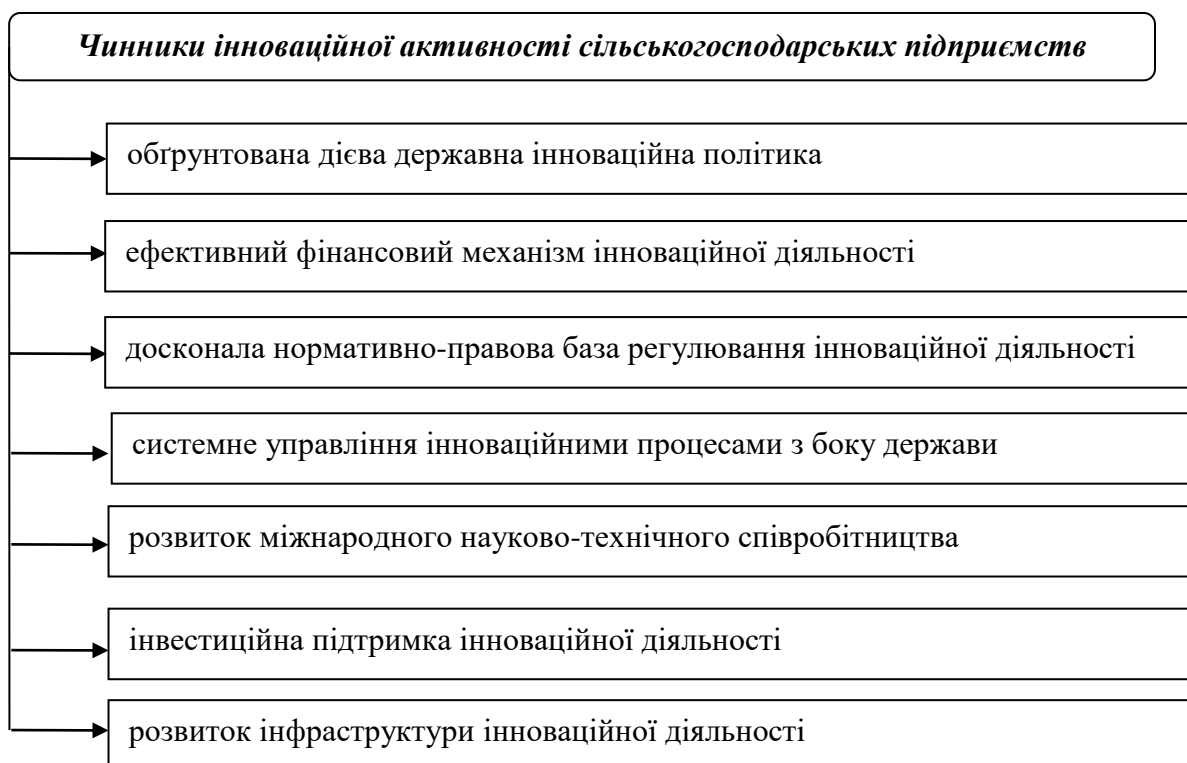 Чинники інноваційної активності сільськогосподарських підприємств
обґрунтована дієва державна інноваційна політика
ефективний фінансовий механізм інноваційної діяльності
досконала нормативно-правова база регулювання інноваційної діяльності
системне управління інноваційними процесами з боку держави
розвиток міжнародного науково-технічного співробітництва
інвестиційна підтримка інноваційної діяльності
розвиток інфраструктури інноваційної діяльності